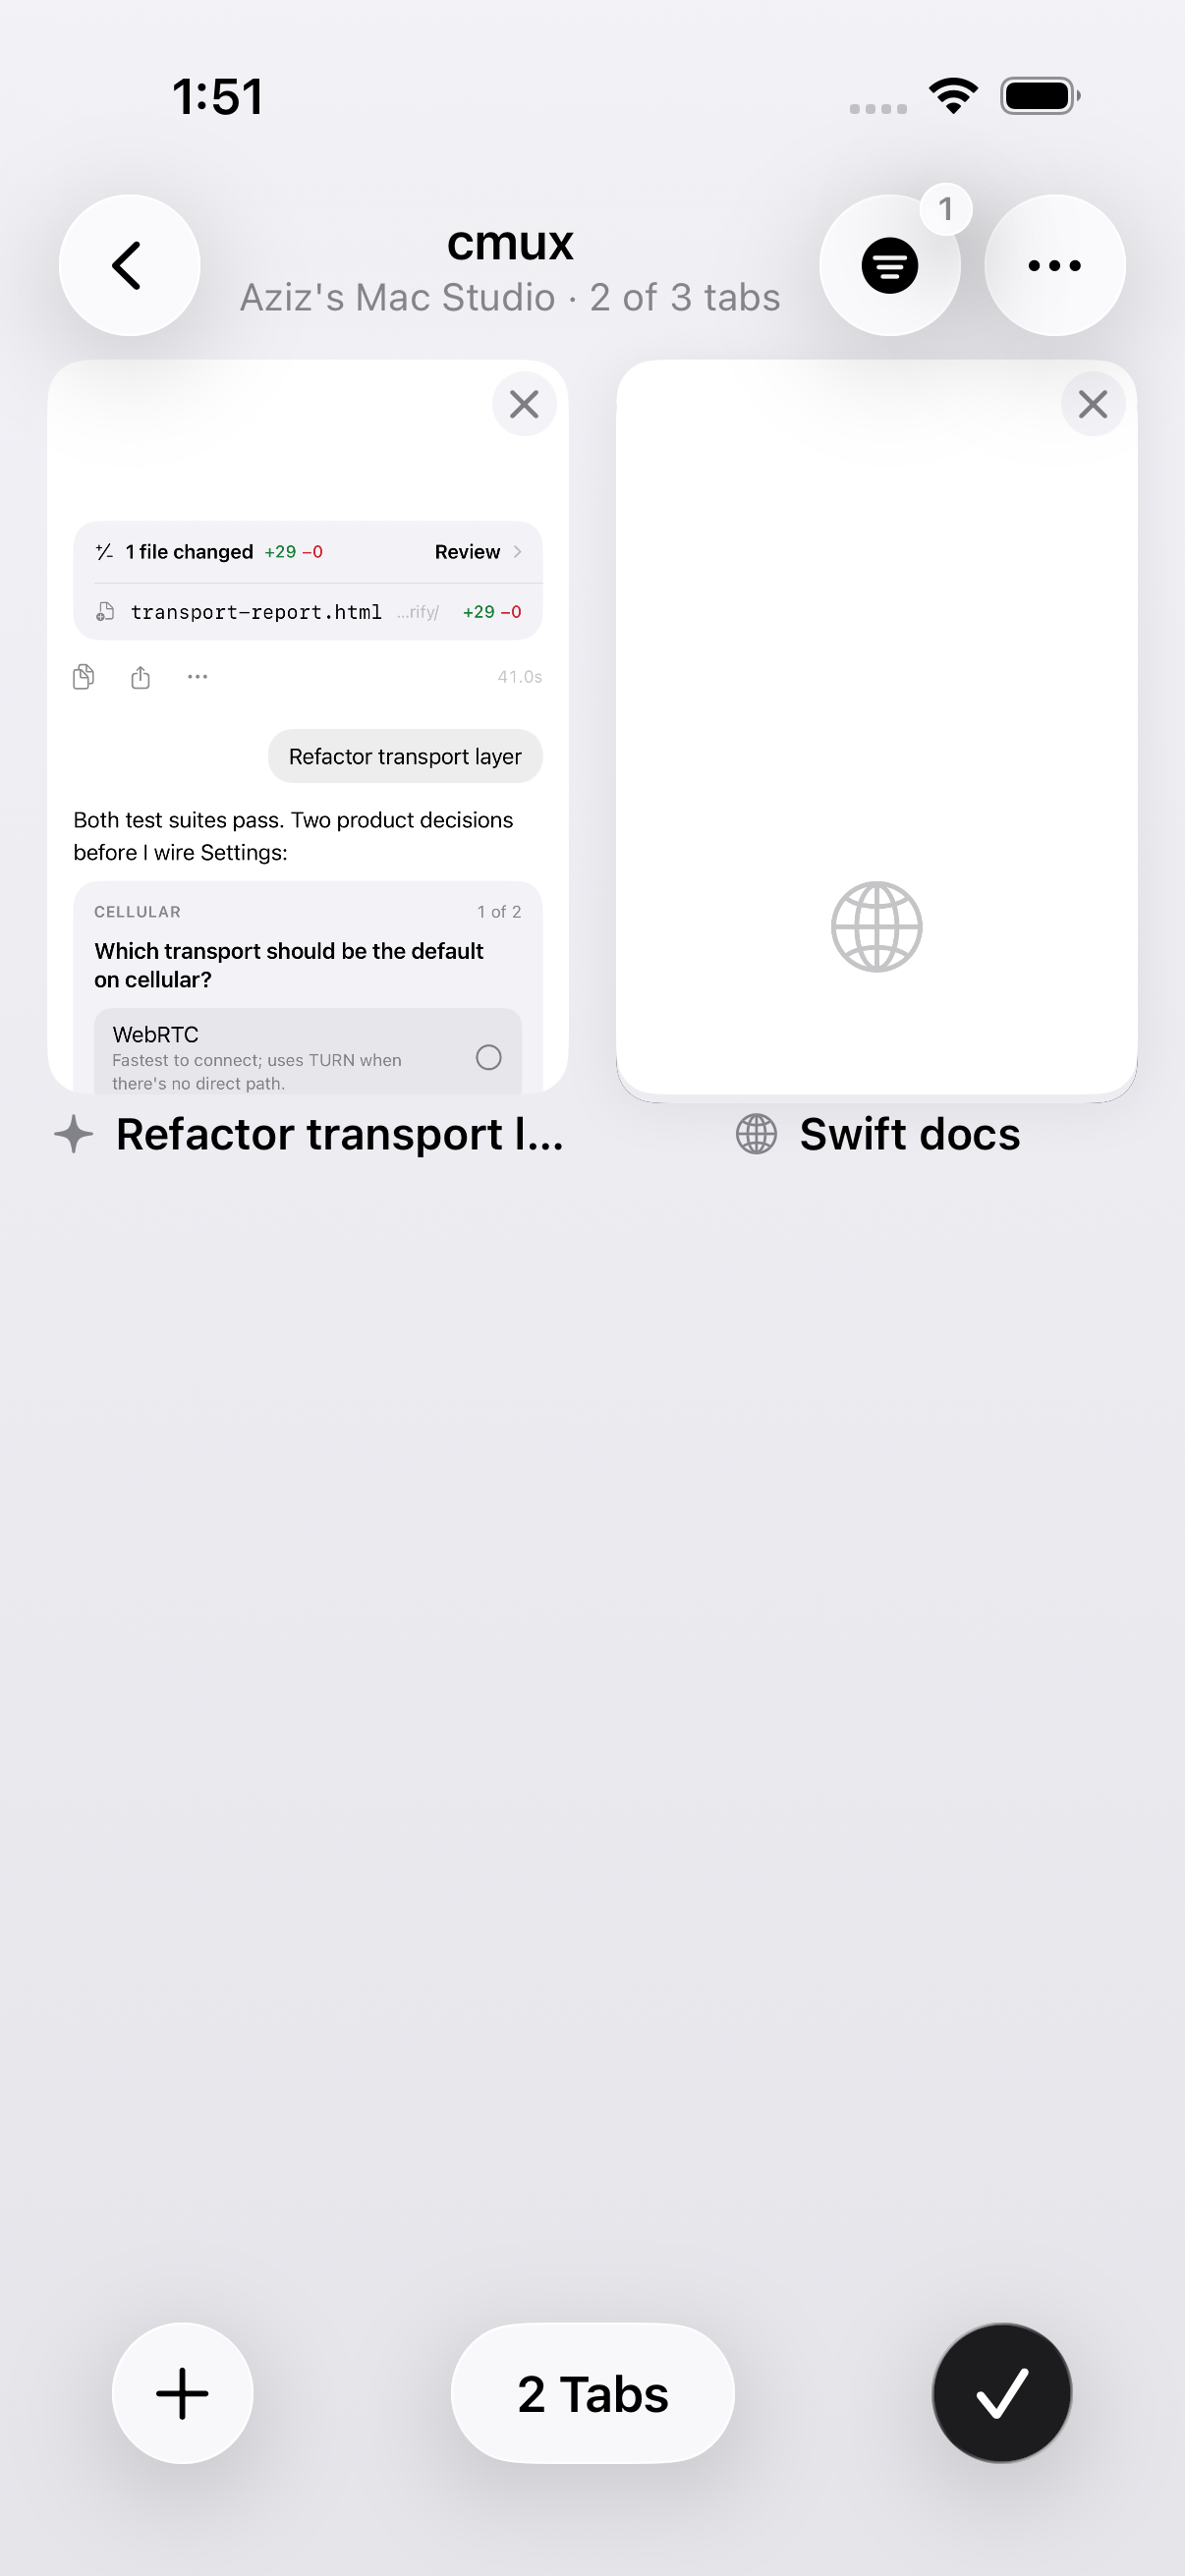 1:51
1
cmux
Aziz's Mac Studio · 2 of 3 tabs
1 file changed +29 −0 Review
transport-report.html ...rify/ +29 −0
41.0s
Refactor transport layer
Both test suites pass. Two product decisions
before I wire Settings:
CELLULAR 1 of 2
Which transport should be the default
on cellular?
WebRTC
Fastest to connect; uses TURN when
there's no direct path.
Refactor transport l...
Swift docs
2 Tabs